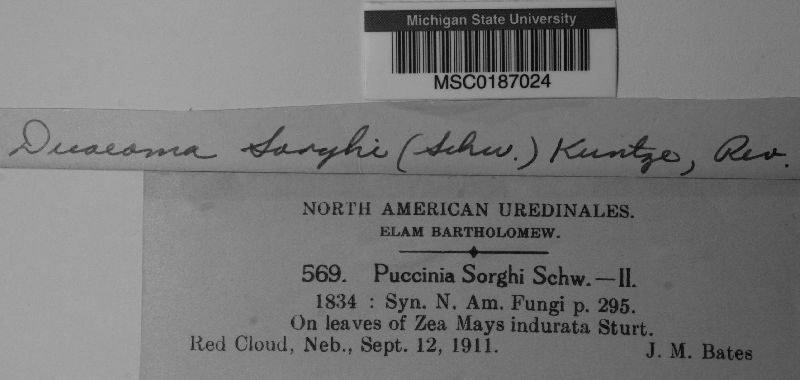 Michigan State University
MSC0187024
Dicaeoma Sorghi (Schw.) Kuntze, Rev.
NORTH AMERICAN UREDINALES.
ELAM BARTHOLOMEW.
569. Puccinia Sorghi Schw.—II.
1834 : Syn. N. Am. Fungi p. 295.
On leaves of Zea Mays indurata Sturt.
Red Cloud, Neb., Sept. 12, 1911. J. M. Bates